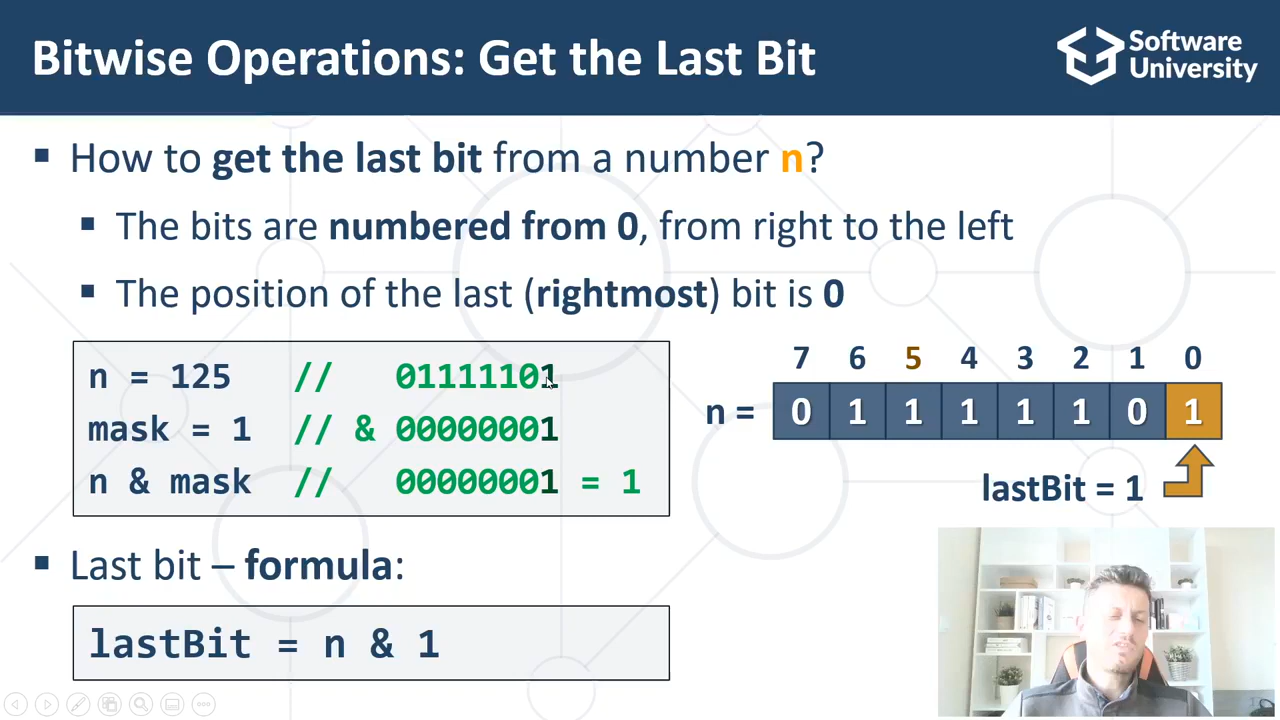 Bitwise Operations: Get the Last Bit
Software
University
▪ How to get the last bit from a number n?
▪ The bits are numbered from 0, from right to the left
▪ The position of the last (rightmost) bit is 0
n = 125 // 01111101
mask = 1 // & 00000001
n & mask // 00000001 = 1
7 6 5 4 3 2 1 0
n = 0 1 1 1 1 1 0 1
lastBit = 1
▪ Last bit – formula:
lastBit = n & 1